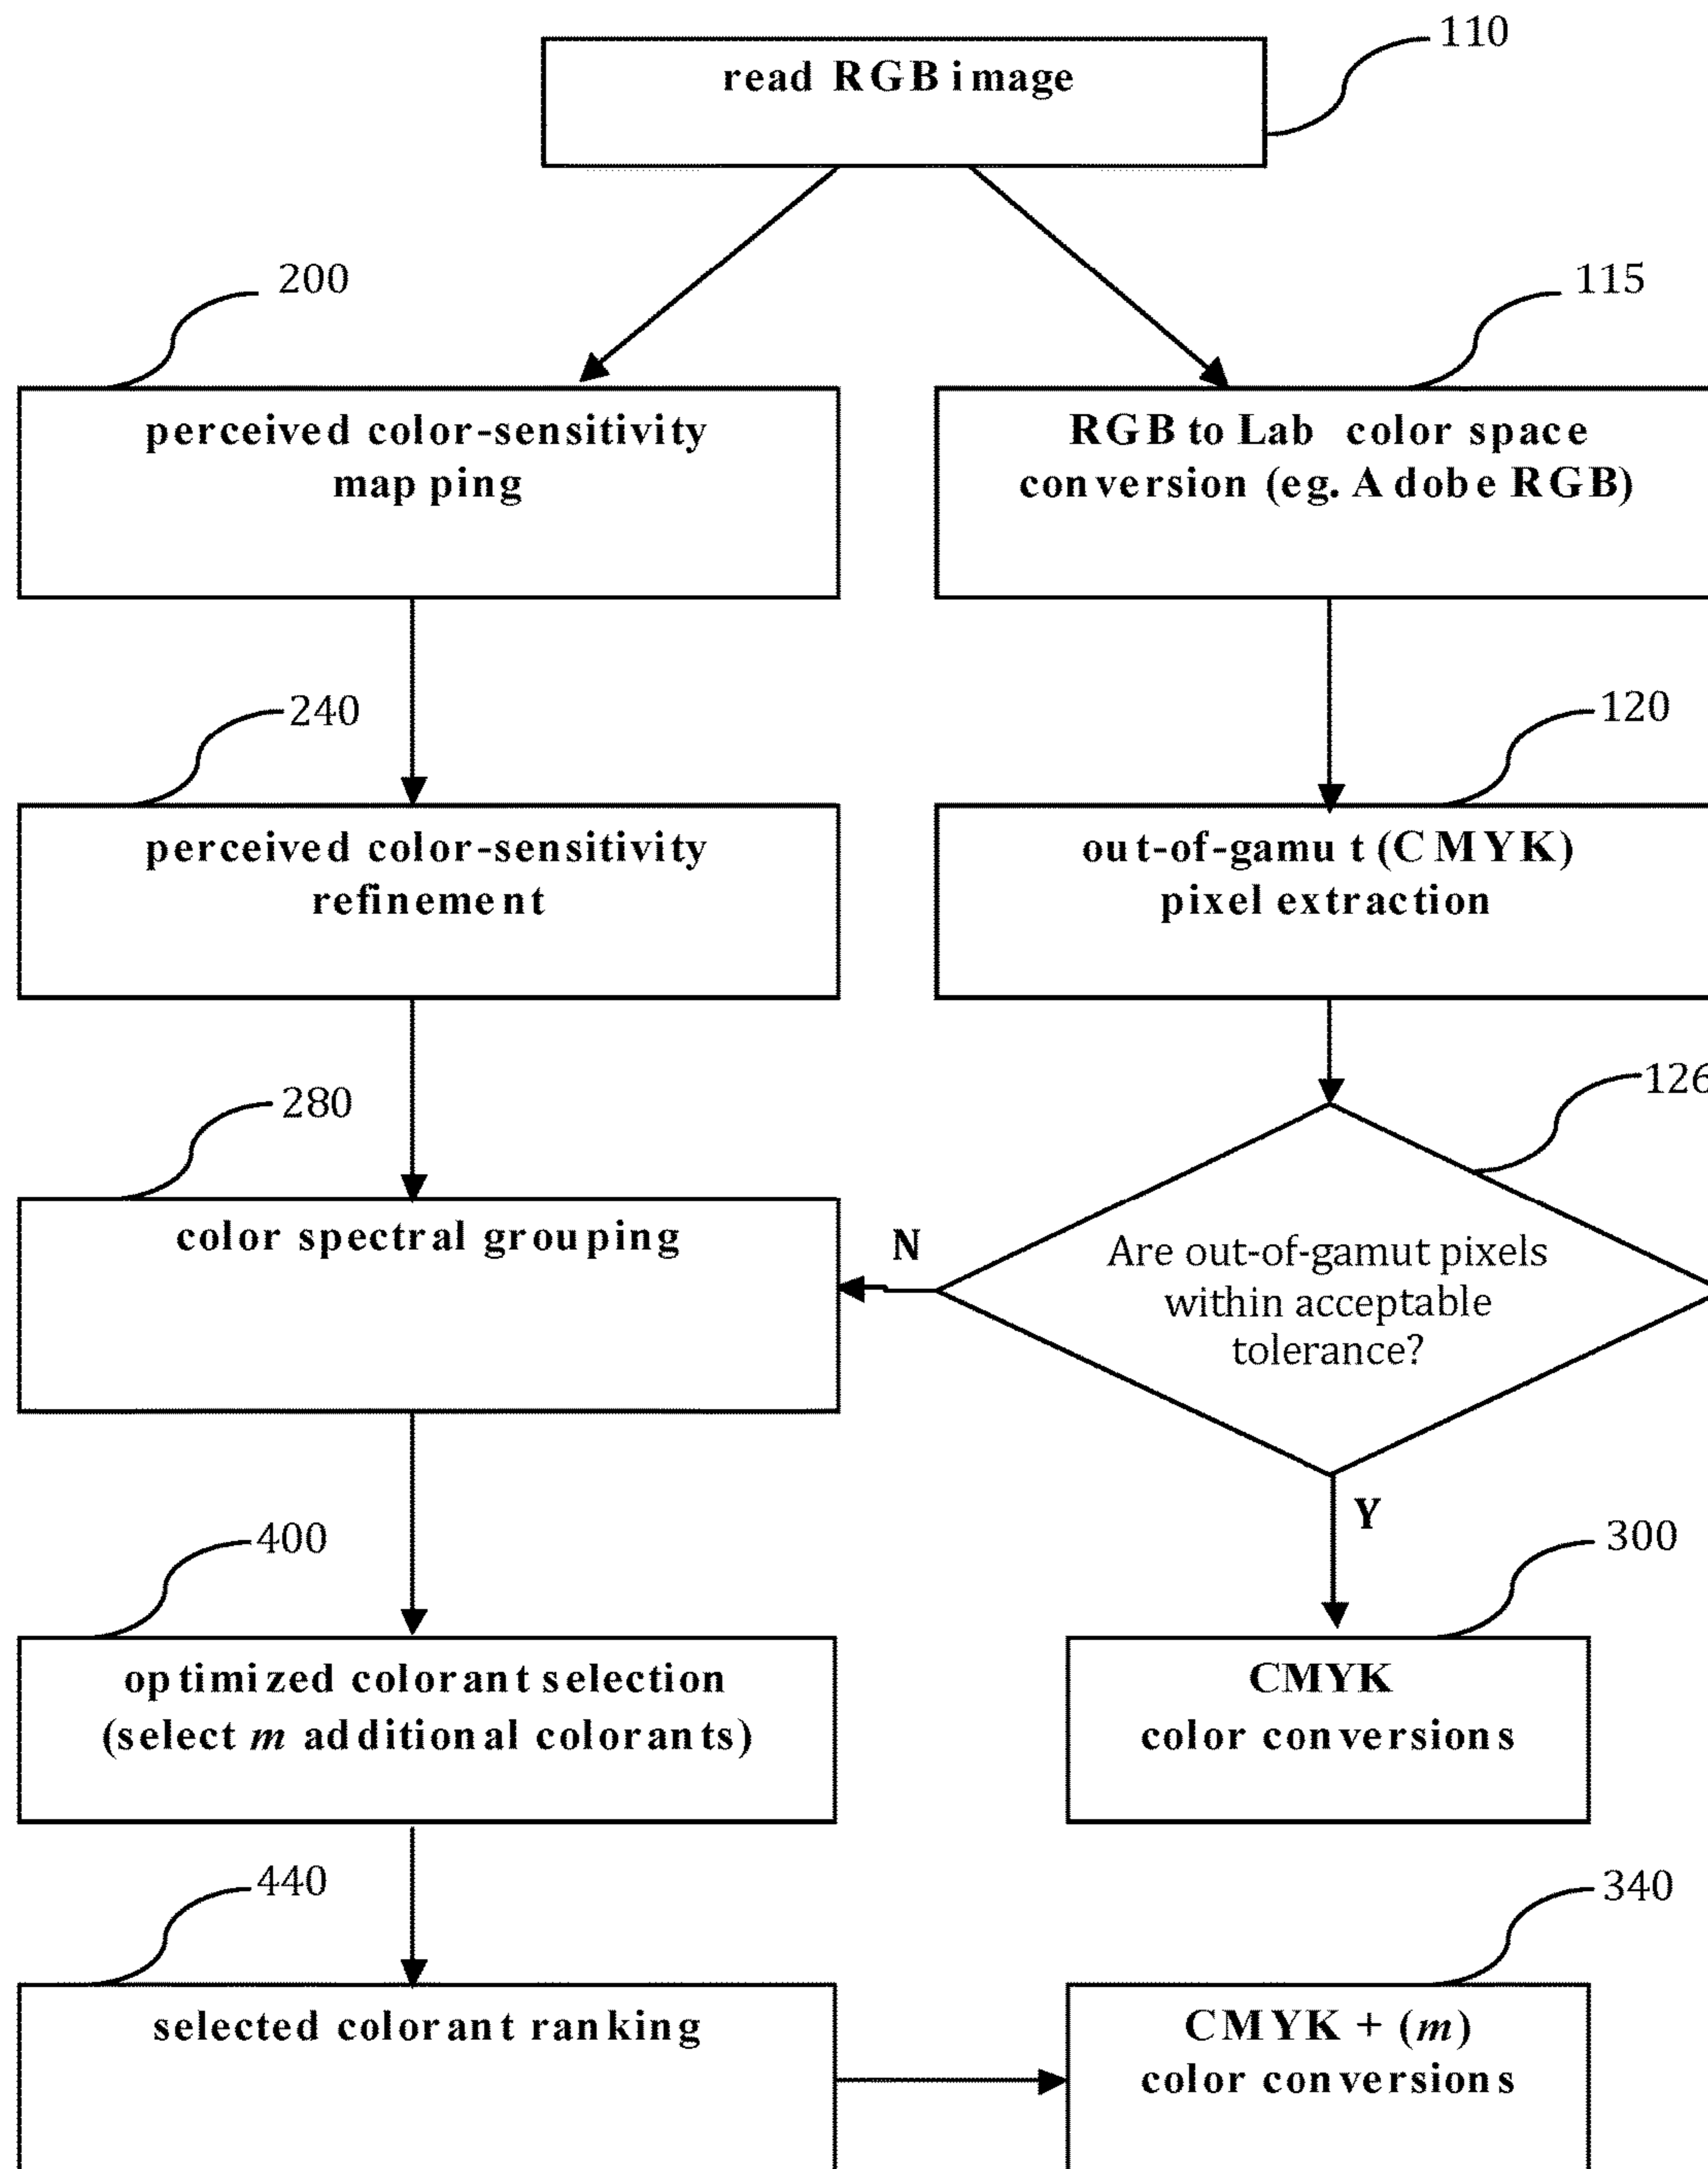 110
read RGB image
200
115
perceived color-sensitivity
mapping
RGB to Lab color space
conversion (eg. Adobe RGB)
240
120
perceived color-sensitivity
refinement
out-of-gamut (CMYK)
pixel extraction
126
280
color spectral grouping
N
Are out-of-gamut pixels
within acceptable
tolerance?
Y
400
300
optimized colorant selection
(select m additional colorants)
CMYK
color conversions
440
340
selected colorant ranking
CMYK + (m)
color conversions